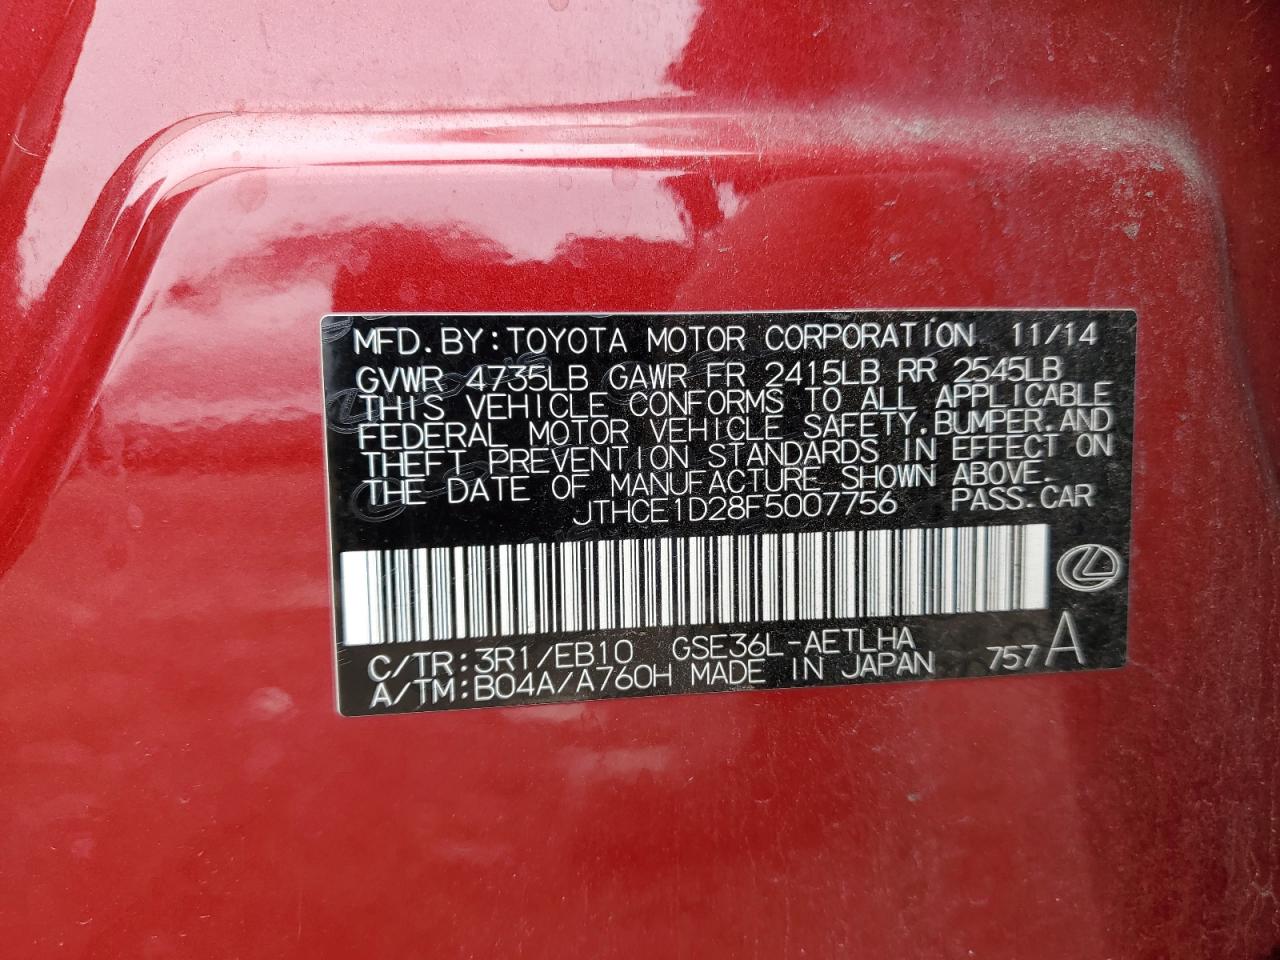 MFD.BY:TOYOTA MOTOR CORPORATION 11/14
GVWR 4735LB GAWR FR 2415LB RR 2545LB
THIS VEHICLE CONFORMS TO ALL APPLICABLE
FEDERAL MOTOR VEHICLE SAFETY,BUMPER,AND
THEFT PREVENTION STANDARDS IN EFFECT ON
THE DATE OF MANUFACTURE SHOWN ABOVE.
JTHCE1D28F5007756 PASS.CAR
C/TR:3R1/EB10 GSE36L-AETLHA
A/TM:B04A/A760H MADE IN JAPAN 757A